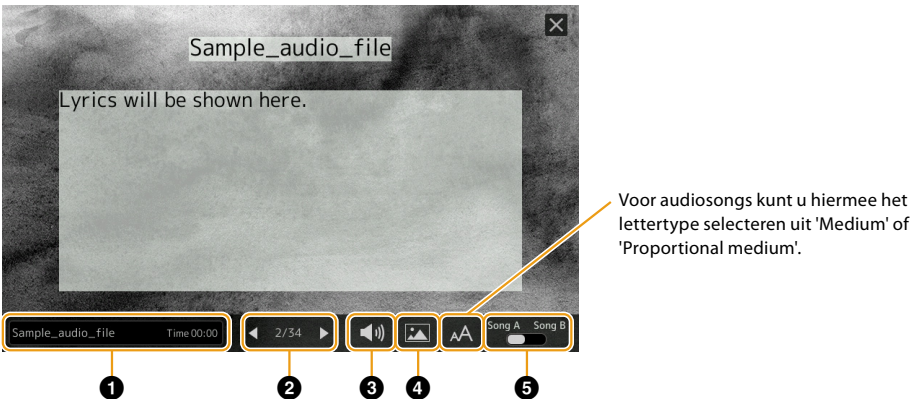 Sample_audio_file
Lyrics will be shown here.
Voor audiosongs kunt u hiermee het
lettertype selecteren uit 'Medium' of
'Proportional medium'.
Sample_audio_file Time 00:00
2/34
AA
Song A Song B
1 2 3 4 5